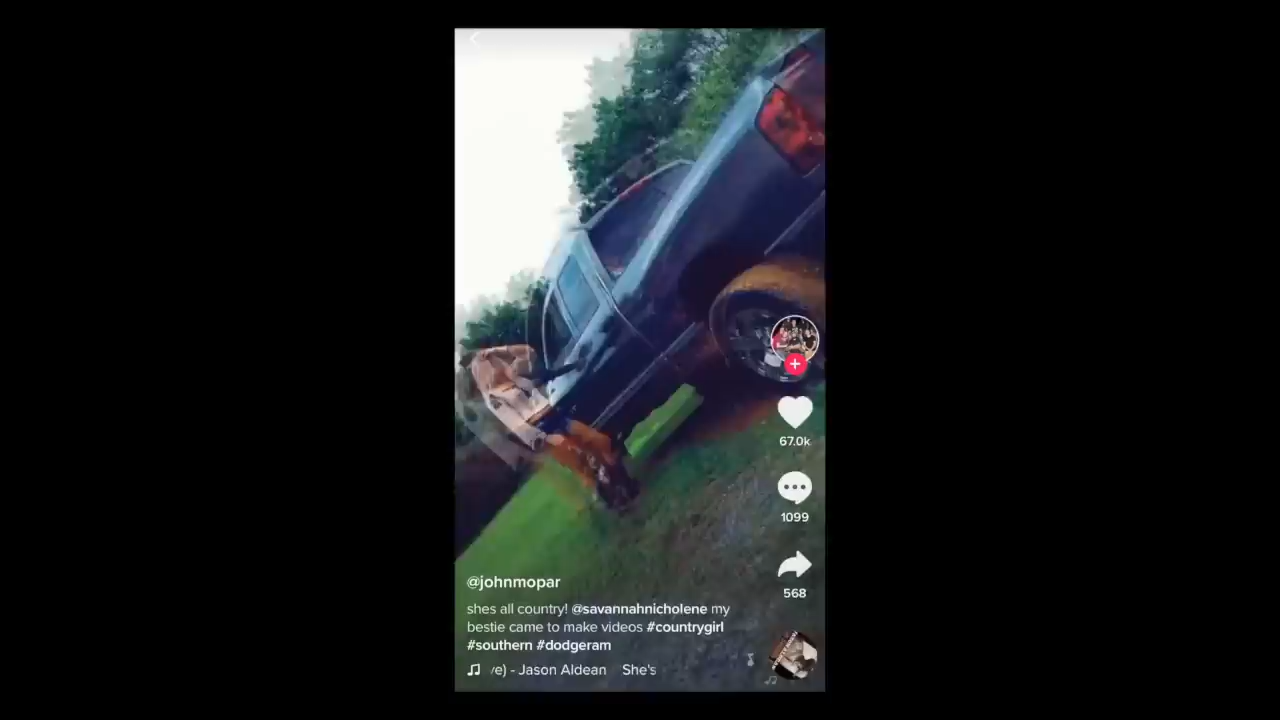 67.0k
1099
568
@johnmopar
shes all country! @savannahnicholene my
bestie came to make videos #countrygirl
#southern #dodgeram
/e) - Jason Aldean She's